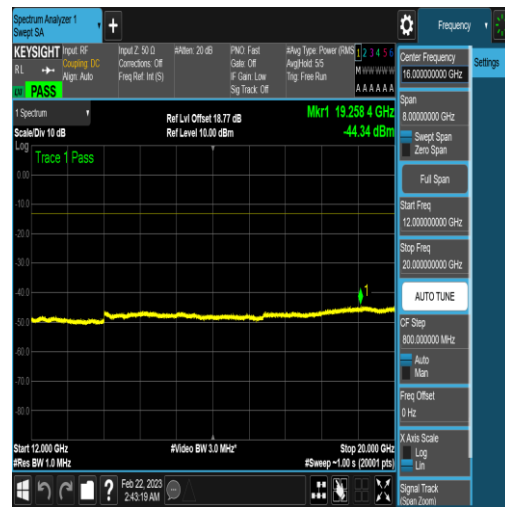 Spectrum Analyzer 1
Swept SA
+
Frequency
KEYSIGHT
RL
PASS
Input: RF
Coupling: DC
Align: Auto
Input Z: 50 Ω
Corrections: Off
Freq Ref: Int (S)
#Atten: 20 dB
PNO: Fast
Gate: Off
IF Gain: Low
Sig Track: Off
#Avg Type: Power (RMS
Avg|Hold: 5/5
Trig: Free Run
1 2 3 4 5 6
M W W W W W
A A A A A A
1 Spectrum
Scale/Div 10 dB
Ref Lvl Offset 18.77 dB
Ref Level 10.00 dBm
Mkr1 19.258 4 GHz
-44.34 dBm
Log
Trace 1 Pass
0.00
-10.0
-20.0
-30.0
-40.0
-50.0
-60.0
-70.0
-80.0
1
Start 12.000 GHz
#Res BW 1.0 MHz
#Video BW 3.0 MHz*
Stop 20.000 GHz
#Sweep ~1.00 s (20001 pts)
?
Feb 22, 2023
2:43:19 AM
Center Frequency
16.000000000 GHz
Settings
Span
8.00000000 GHz
Swept Span
Zero Span
Full Span
Start Freq
12.000000000 GHz
Stop Freq
20.000000000 GHz
AUTO TUNE
CF Step
800.000000 MHz
Auto
Man
Freq Offset
0 Hz
X Axis Scale
Log
Lin
Signal Track
(Span Zoom)